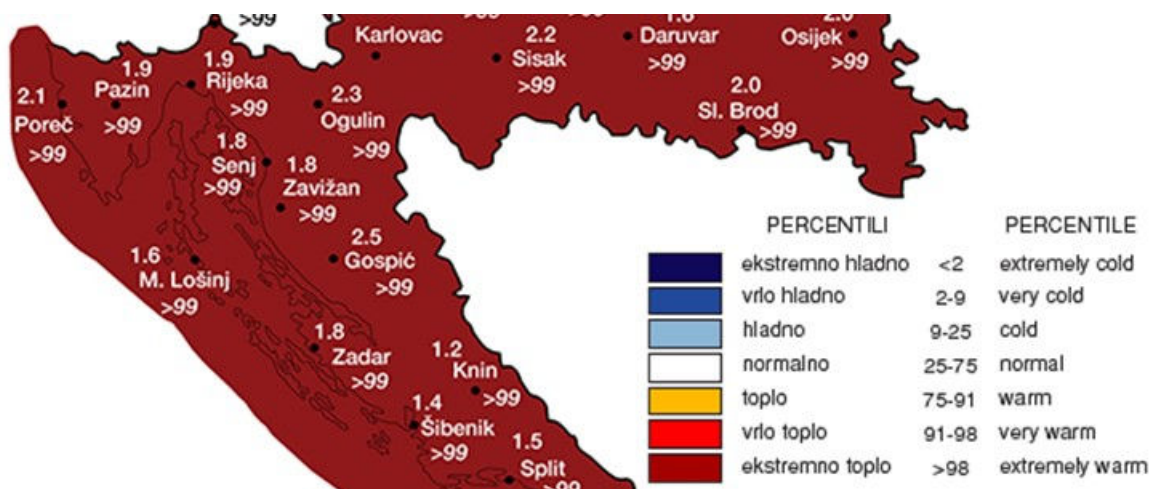 >99
Karlovac
2.2
Sisak
>99
Daruvar
>99
2.0
Osijek
>99
1.9
Pazin
>99
1.9
Rijeka
>99
2.1
Poreč
>99
2.3
Ogulin
>99
2.0
Sl. Brod
>99
1.8
Senj
>99
1.8
Zavižan
>99
2.5
Gospić
>99
1.6
M. Lošinj
>99
1.8
Zadar
>99
1.2
Knin
>99
1.4
Šibenik
>99
1.5
Split
>99
PERCENTILI PERCENTILE
ekstremno hladno <2 extremely cold
vrlo hladno 2-9 very cold
hladno 9-25 cold
normalno 25-75 normal
toplo 75-91 warm
vrlo toplo 91-98 very warm
ekstremno toplo >98 extremely warm